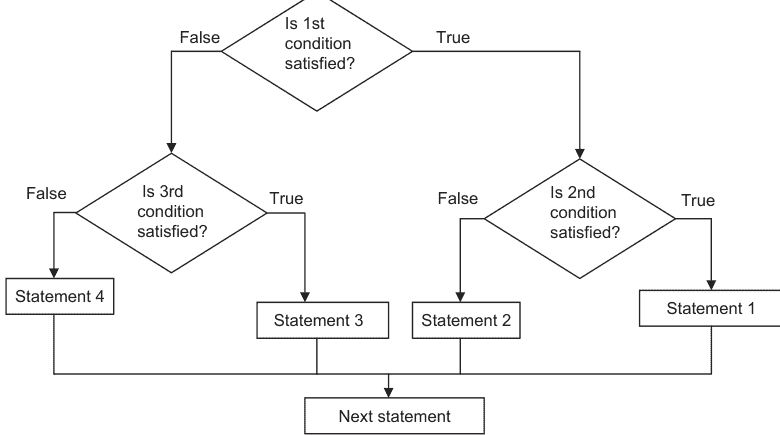 Is 1st
condition
satisfied?
False
True
Is 3rd
condition
satisfied?
False
True
Is 2nd
condition
satisfied?
False
True
Statement 4
Statement 3
Statement 2
Statement 1
Next statement